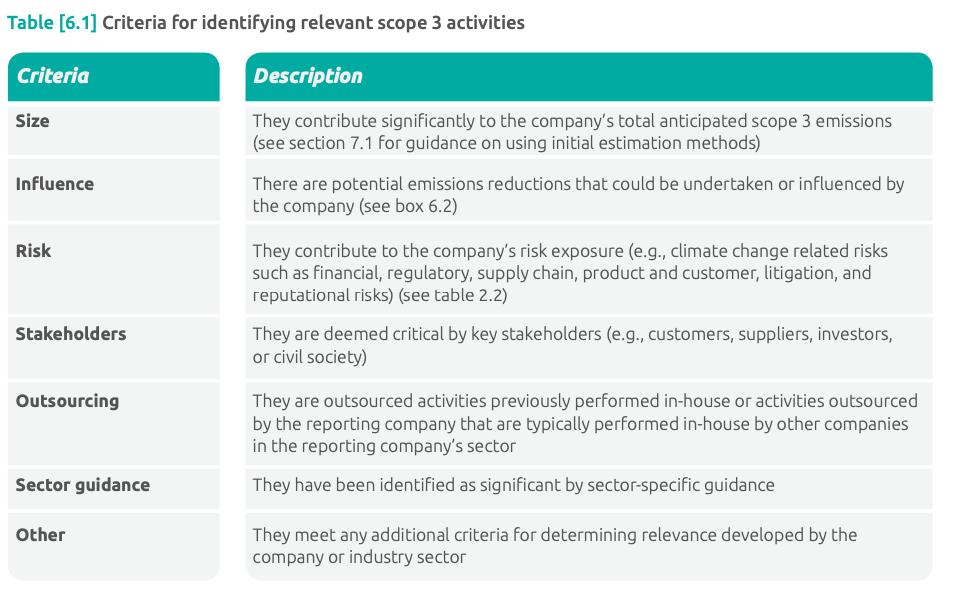 Table [6.1] Criteria for identifying relevant scope 3 activities
Criteria
Description
Size
They contribute significantly to the company’s total anticipated scope 3 emissions
(see section 7.1 for guidance on using initial estimation methods)
Influence
There are potential emissions reductions that could be undertaken or influenced by
the company (see box 6.2)
Risk
They contribute to the company’s risk exposure (e.g., climate change related risks
such as financial, regulatory, supply chain, product and customer, litigation, and
reputational risks) (see table 2.2)
Stakeholders
They are deemed critical by key stakeholders (e.g., customers, suppliers, investors,
or civil society)
Outsourcing
They are outsourced activities previously performed in-house or activities outsourced
by the reporting company that are typically performed in-house by other companies
in the reporting company’s sector
Sector guidance
They have been identified as significant by sector-specific guidance
Other
They meet any additional criteria for determining relevance developed by the
company or industry sector